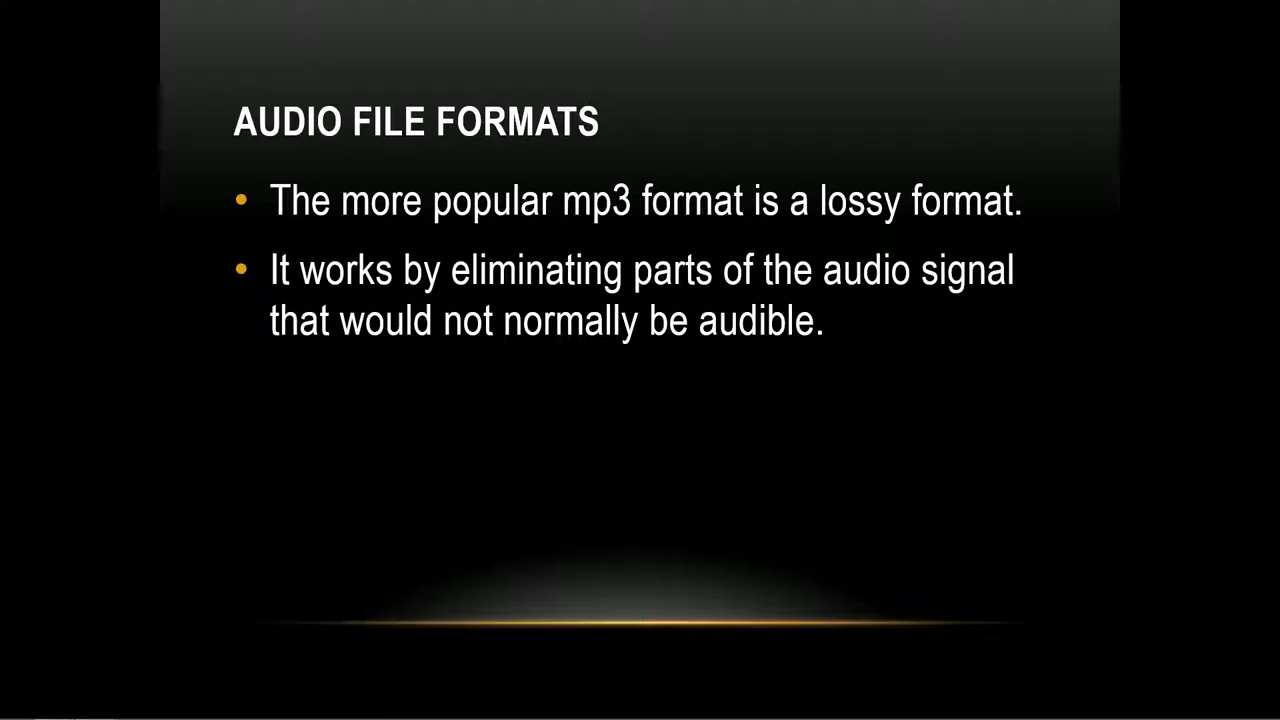 AUDIO FILE FORMATS
• The more popular mp3 format is a lossy format.
• It works by eliminating parts of the audio signal
that would not normally be audible.